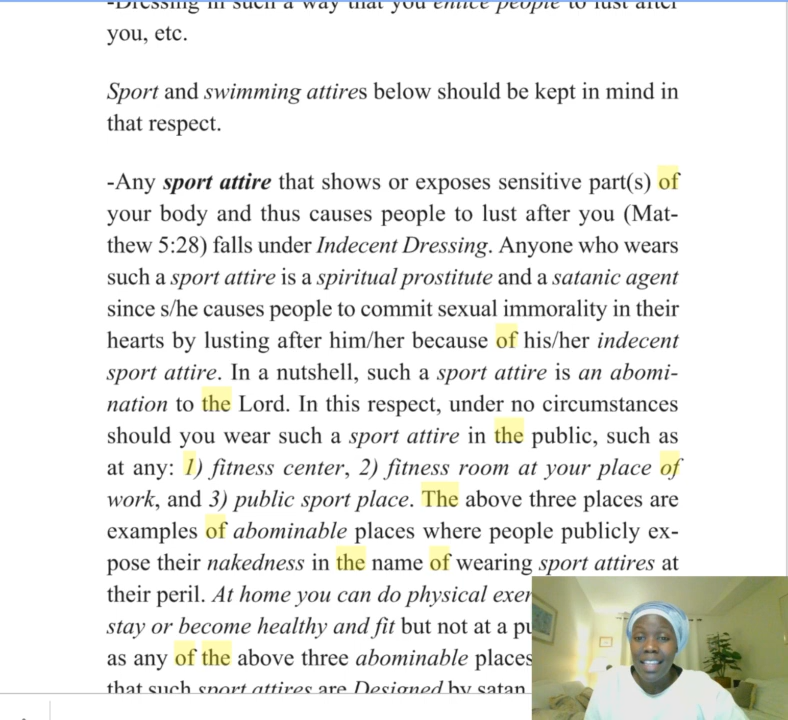 -Dressing in such a way that you entice people to lust after
you, etc.
Sport and swimming attires below should be kept in mind in
that respect.
-Any sport attire that shows or exposes sensitive part(s) of
your body and thus causes people to lust after you (Mat-
thew 5:28) falls under Indecent Dressing. Anyone who wears
such a sport attire is a spiritual prostitute and a satanic agent
since s/he causes people to commit sexual immorality in their
hearts by lusting after him/her because of his/her indecent
sport attire. In a nutshell, such a sport attire is an abomi-
nation to the Lord. In this respect, under no circumstances
should you wear such a sport attire in the public, such as
at any: 1) fitness center, 2) fitness room at your place of
work, and 3) public sport place. The above three places are
examples of abominable places where people publicly ex-
pose their nakedness in the name of wearing sport attires at
their peril. At home you can do physical exer
stay or become healthy and fit but not at a pu
as any of the above three abominable places
that such sport attires are Designed by satan